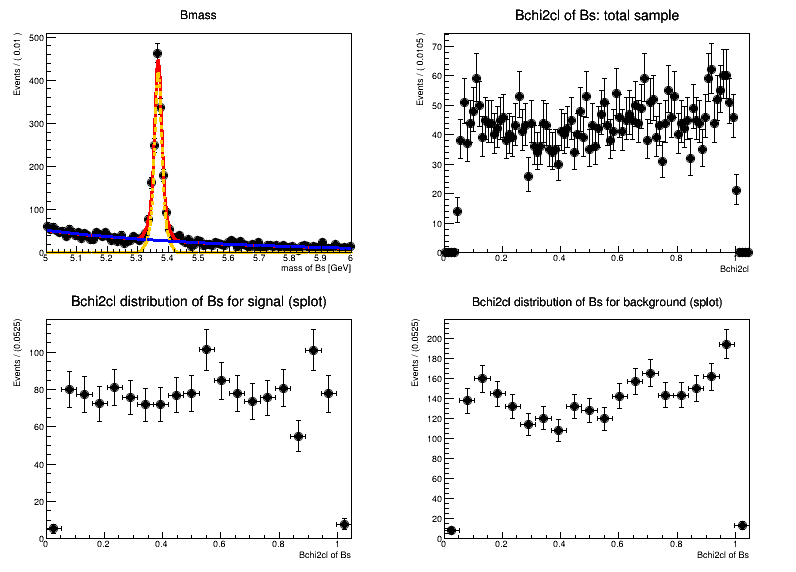 Bmass
Events / ( 0.01 )
500
400
300
200
100
0
5 5.1 5.2 5.3 5.4 5.5 5.6 5.7 5.8 5.9 6
mass of Bs [GeV]
Bchi2cl of Bs: total sample
Events / ( 0.0105 )
70
60
50
40
30
20
10
0
0 0.2 0.4 0.6 0.8 1
Bchi2cl
Bchi2cl distribution of Bs for signal (splot)
Events / (0.0525)
100
80
60
40
20
0
0 0.2 0.4 0.6 0.8 1
Bchi2cl of Bs
Bchi2cl distribution of Bs for background (splot)
Events / (0.0525)
200
180
160
140
120
100
80
60
40
20
0
0 0.2 0.4 0.6 0.8 1
Bchi2cl of Bs